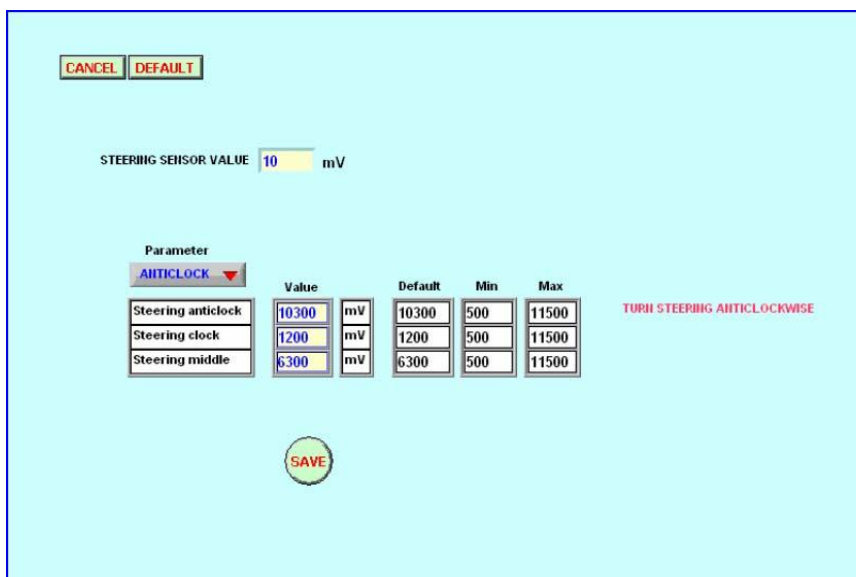 CANCEL DEFAULT
STEERING SENSOR VALUE 10 mV
Parameter
ANTICLOCK
Value Default Min Max
Steering anticlock 10300 mV 10300 500 11500 TURN STEERING ANTICLOCKWISE
Steering clock 1200 mV 1200 500 11500
Steering middle 6300 mV 6300 500 11500
SAVE